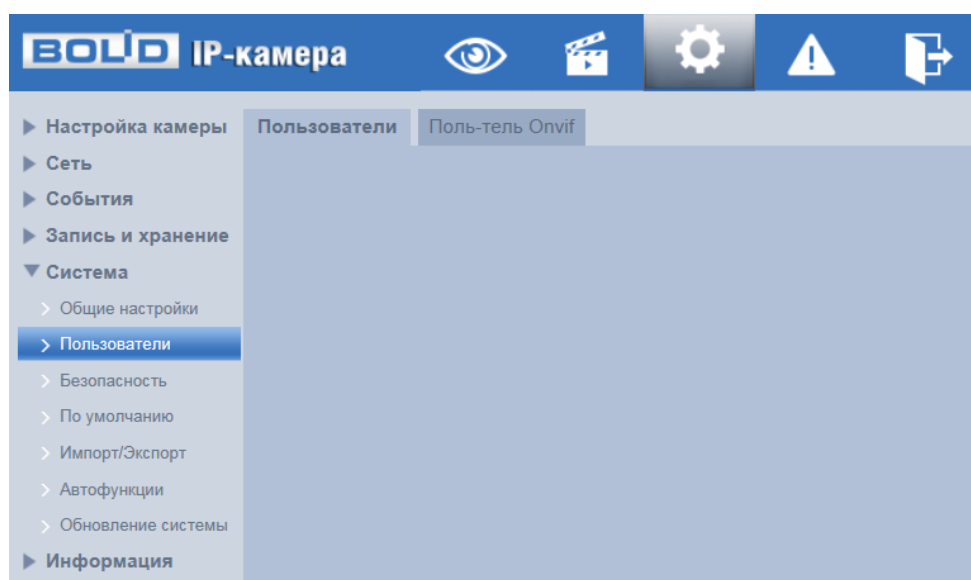 BOLID IP-камера
Настройка камеры
Пользователи
Поль-тель Onvif
Сеть
События
Запись и хранение
Система
Общие настройки
Пользователи
Безопасность
По умолчанию
Импорт/Экспорт
Автофункции
Обновление системы
Информация